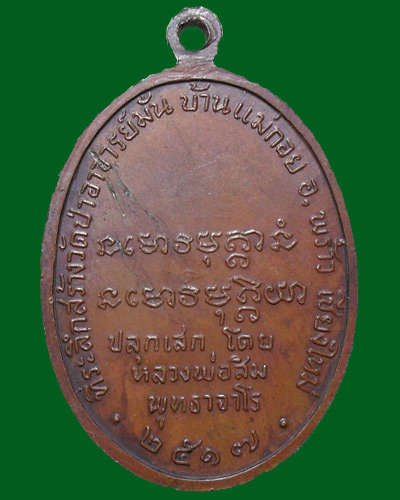 ที่ระลึกสร้างวัดป่าอาจารย์มั่น บ้านแม่กอย อ. พร้าว เชียงใหม่
ปลุกเสก โดย
หลวงพ่อสิม
พุทธาจาโร
๒๕๑๗